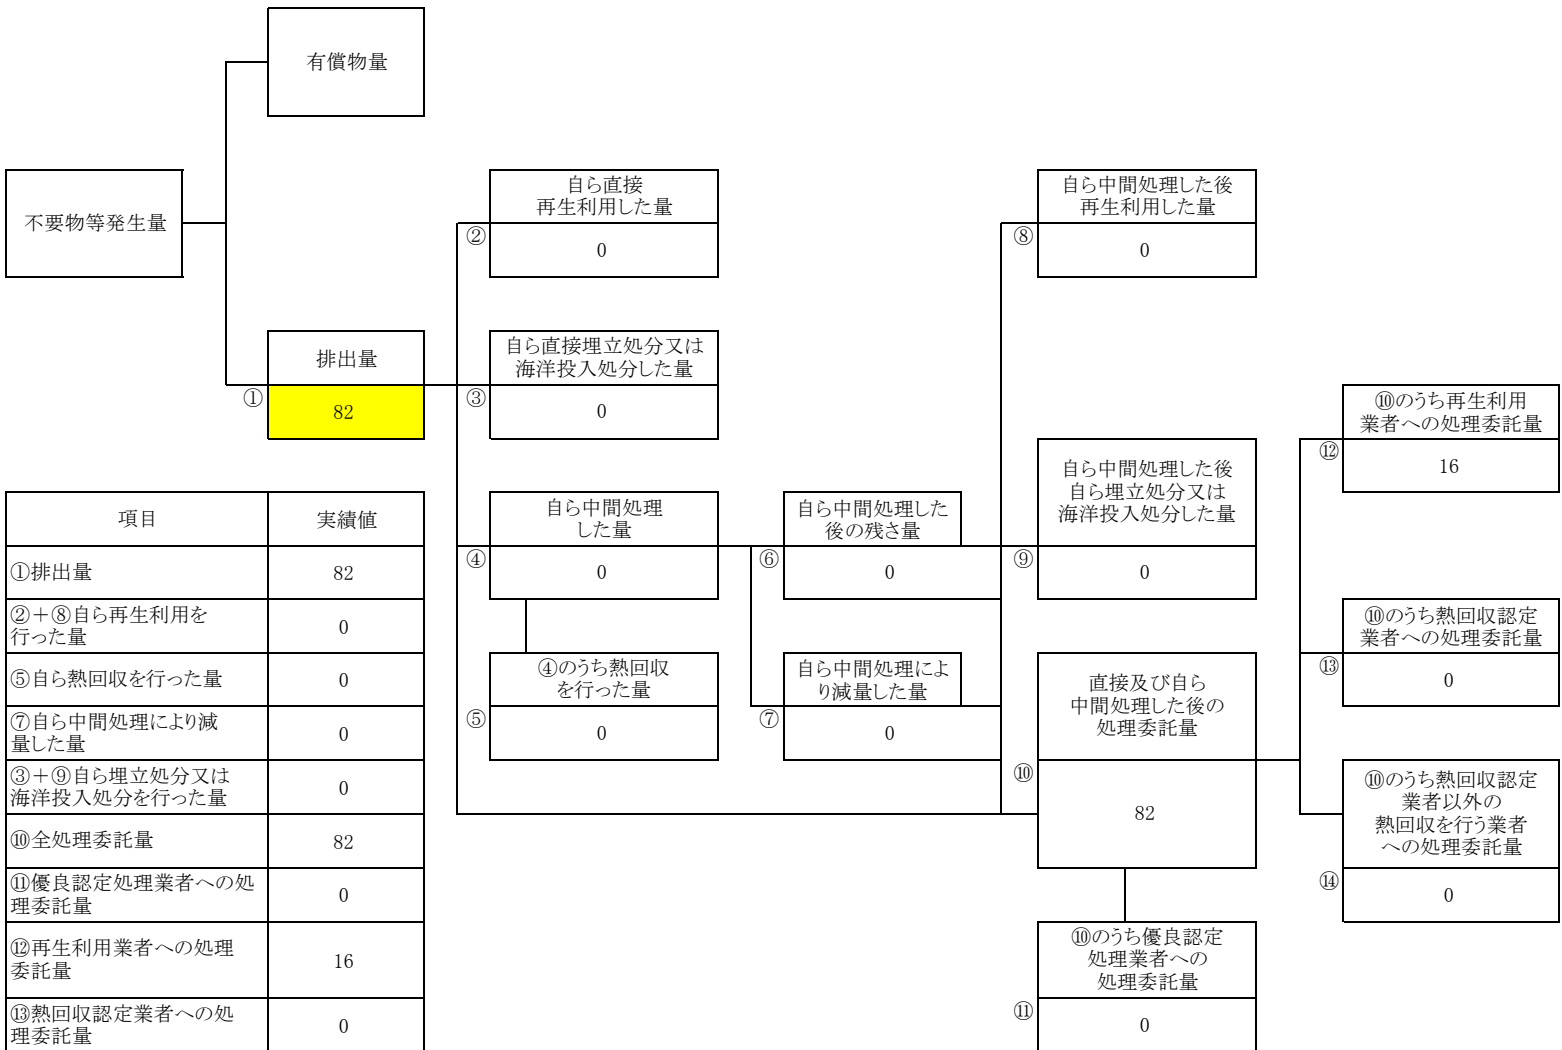 有償物量
不要物等発生量
自ら直接
再生利用した量
②
0
自ら中間処理した後
再生利用した量
⑧
0
排出量
①
82
自ら直接埋立処分又は
海洋投入処分した量
③
0
⑩のうち再生利用
業者への処理委託量
⑫
16
自ら中間処理
した量
④
0
自ら中間処理した
後の残さ量
⑥
0
自ら中間処理した後
自ら埋立処分又は
海洋投入処分した量
⑨
0
④のうち熱回収
を行った量
⑤
0
自ら中間処理によ
り減量した量
⑦
0
直接及び自ら
中間処理した後の
処理委託量
⑩
82
⑩のうち熱回収認定
業者への処理委託量
⑬
0
⑩のうち熱回収認定
業者以外の
熱回収を行う業者
への処理委託量
⑭
0
⑩のうち優良認定
処理業者への
処理委託量
⑪
0
項目
実績値
①排出量
82
②+⑧自ら再生利用を
行った量
0
⑤自ら熱回収を行った量
0
⑦自ら中間処理により減
量した量
0
③+⑨自ら埋立処分又は
海洋投入処分を行った量
0
⑩全処理委託量
82
⑪優良認定処理業者への処
理委託量
0
⑫再生利用業者への処理
委託量
16
⑬熱回収認定業者への処
理委託量
0